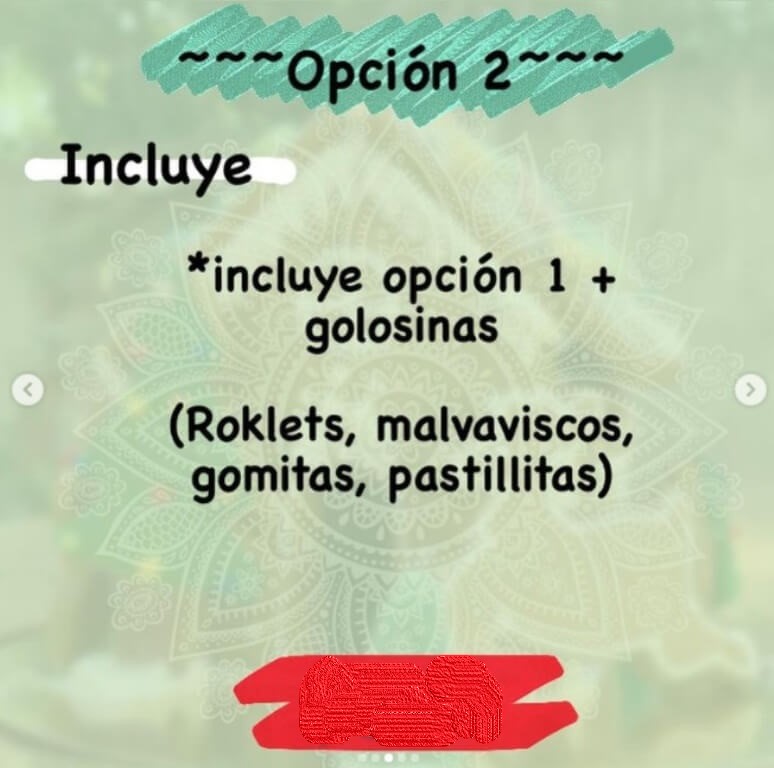 ~~~Opción 2~~~
Incluye
*incluye opción 1 +
golosinas
(Roklets, malvaviscos,
gomitas, pastillitas)